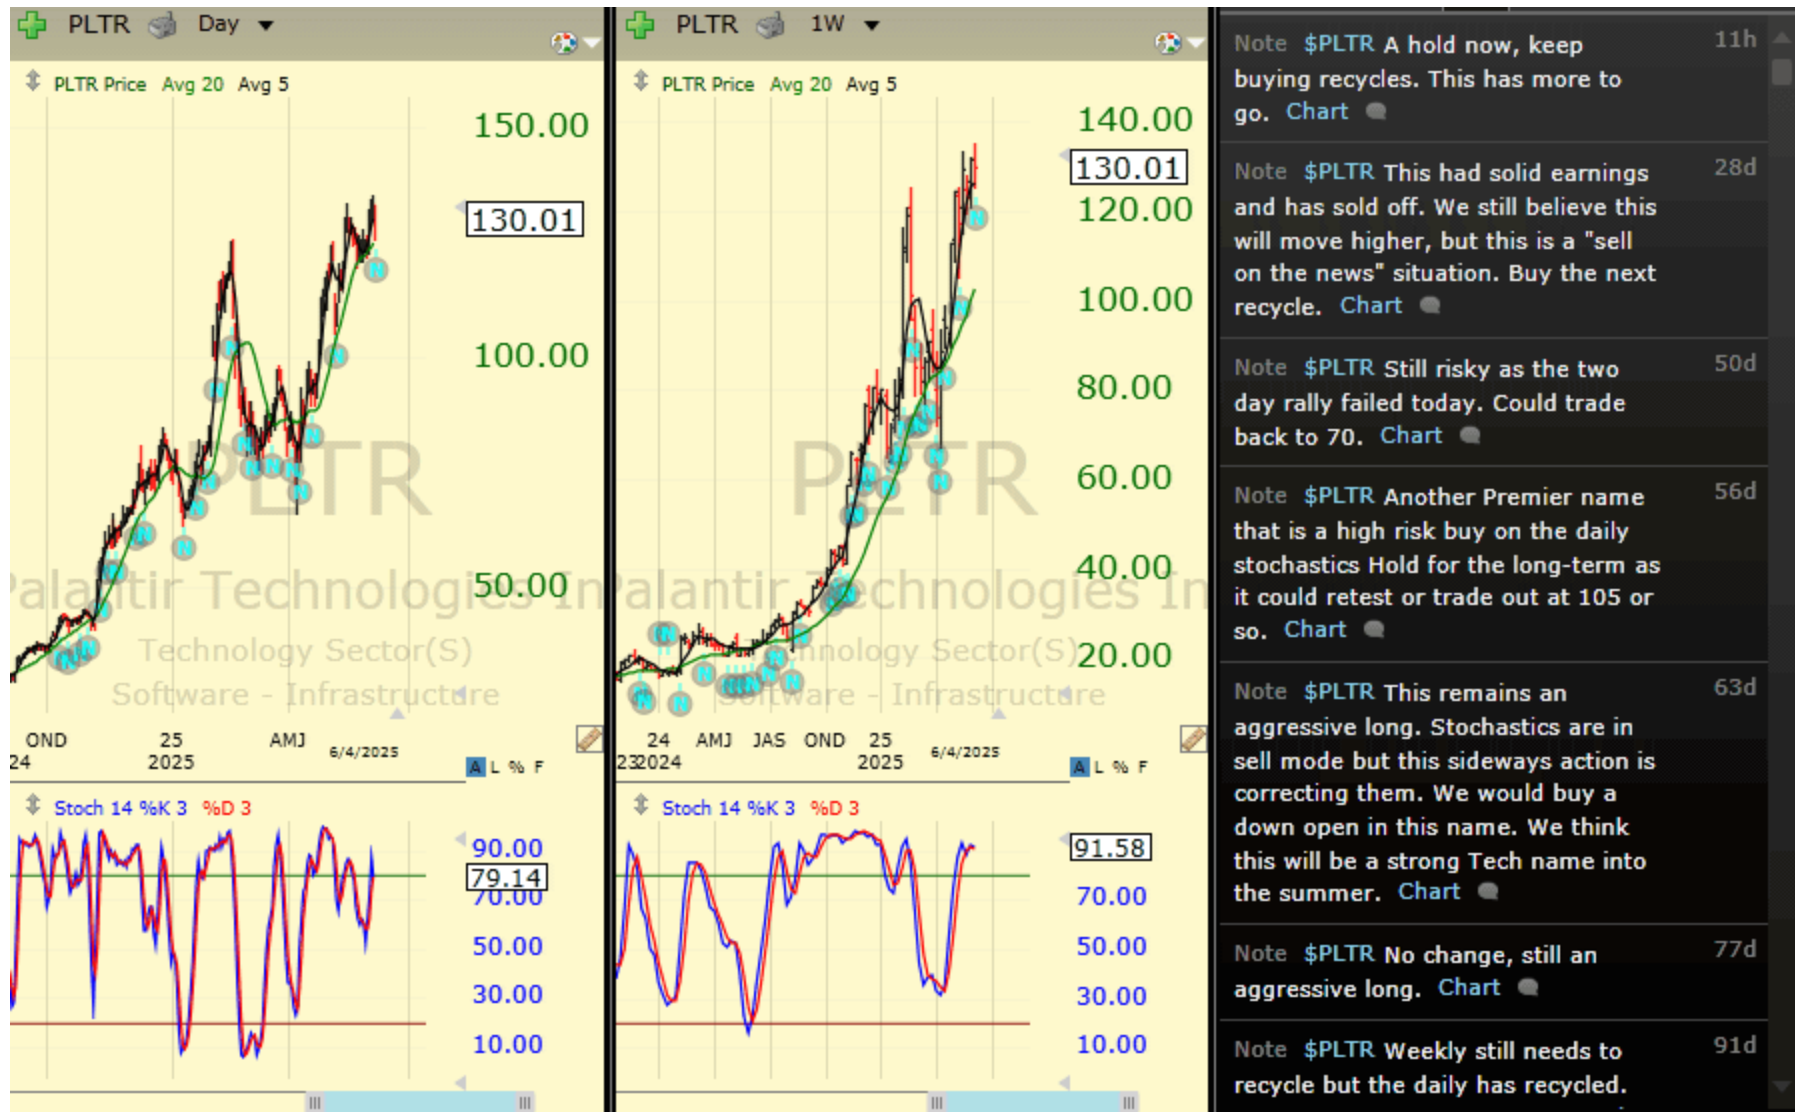 PLTR Day
PLTR Price Avg 20 Avg 5
150.00
130.01
100.00
50.00
PLTR
Palantir Technologies In
Technology Sector(S)
Software - Infrastructure
OND 25 AMJ 6/4/2025
24 2025
A L % F
Stoch 14 %K 3 %D 3
90.00
79.14
70.00
50.00
30.00
10.00
PLTR 1W
PLTR Price Avg 20 Avg 5
140.00
130.01
120.00
100.00
80.00
60.00
40.00
20.00
PLTR
Palantir Technologies In
Technology Sector(S)
Software - Infrastructure
24 AMJ JAS OND 25 6/4/2025
232024 2025
A L % F
Stoch 14 %K 3 %D 3
91.58
70.00
50.00
30.00
10.00
Note $PLTR A hold now, keep 11h
buying recycles. This has more to
go. Chart
Note $PLTR This had solid earnings 28d
and has sold off. We still believe this
will move higher, but this is a "sell
on the news" situation. Buy the next
recycle. Chart
Note $PLTR Still risky as the two 50d
day rally failed today. Could trade
back to 70. Chart
Note $PLTR Another Premier name 56d
that is a high risk buy on the daily
stochastics Hold for the long-term as
it could retest or trade out at 105 or
so. Chart
Note $PLTR This remains an 63d
aggressive long. Stochastics are in
sell mode but this sideways action is
correcting them. We would buy a
down open in this name. We think
this will be a strong Tech name into
the summer. Chart
Note $PLTR No change, still an 77d
aggressive long. Chart
Note $PLTR Weekly still needs to 91d
recycle but the daily has recycled.